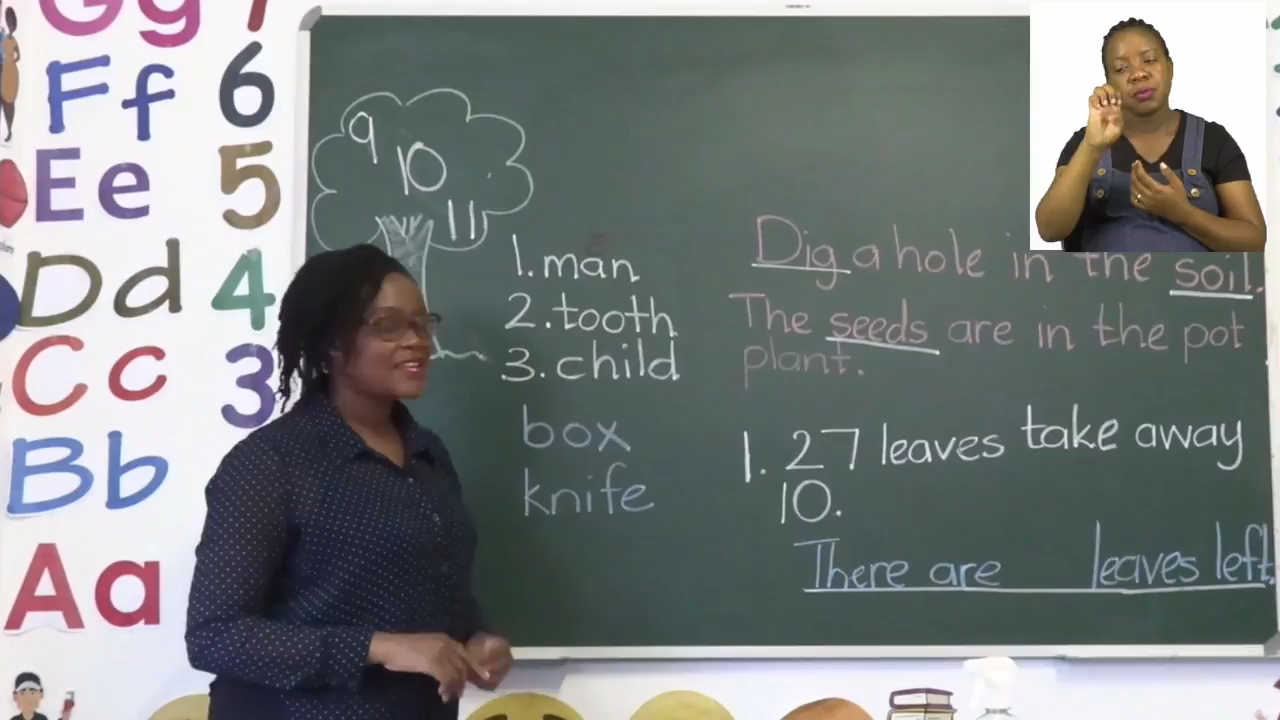 Gg 7
Ff 6
Ee 5
Dd 4
Cc 3
Bb
Aa
9
10
11
1. man
2. tooth
3. child
box
knife
Dig a hole in the soil.
The seeds are in the pot
plant.
1. 27 leaves take away
10.
There are leaves left